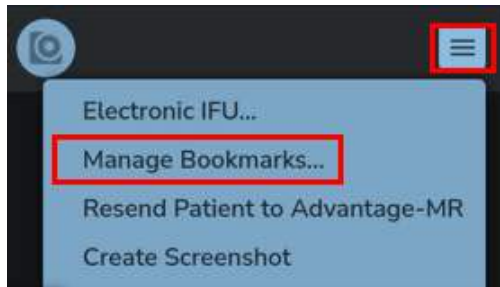 Electronic IFU...
Manage Bookmarks...
Resend Patient to Advantage-MR
Create Screenshot